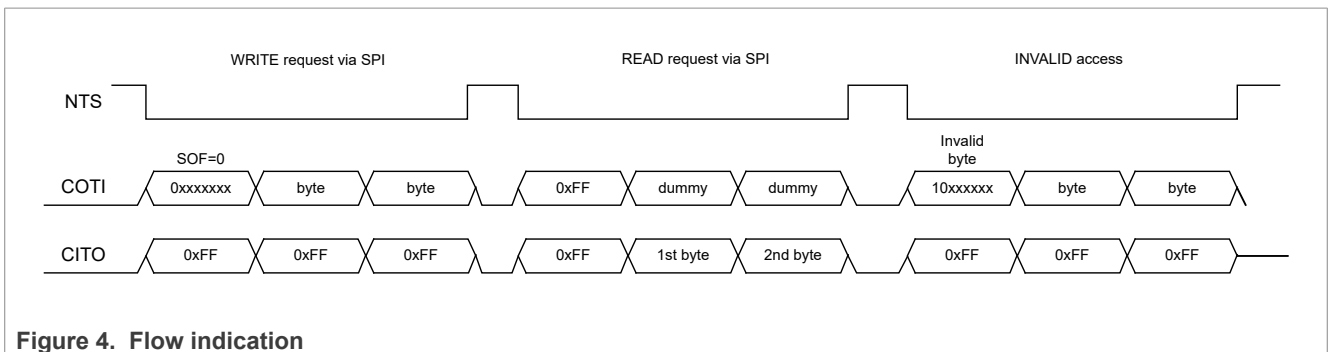 WRITE request via SPI READ request via SPI INVALID access
NTS
SOF=0 Invalid byte
COTI 0xxxxxxx byte byte 0xFF dummy dummy 10xxxxxx byte byte
CITO 0xFF 0xFF 0xFF 0xFF 1st byte 2nd byte 0xFF 0xFF 0xFF
Figure 4. Flow indication